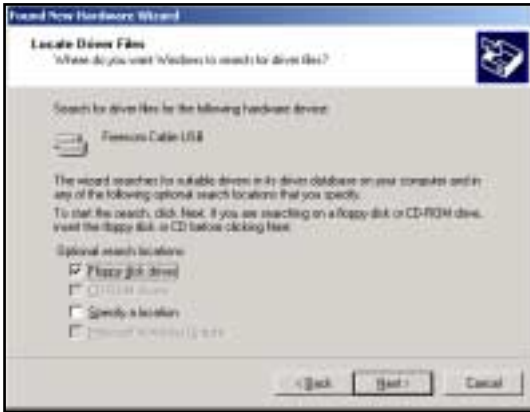 Found New Hardware Wizard
Locate Driver Files
Where do you want Windows to search for driver files?
Search for driver files for the following hardware device:
Cable USB
The wizard searches for suitable drivers in its driver database on your computer and in
any of the following optional search locations that you specify.
To start the search, click Next. If you are searching on a floppy disk or CD-ROM drive,
insert the floppy disk or CD before clicking Next.
Optional search locations:
Floppy disk drives
CD-ROM drives
Specify a location
Microsoft Windows Update
< Back
Next >
Cancel